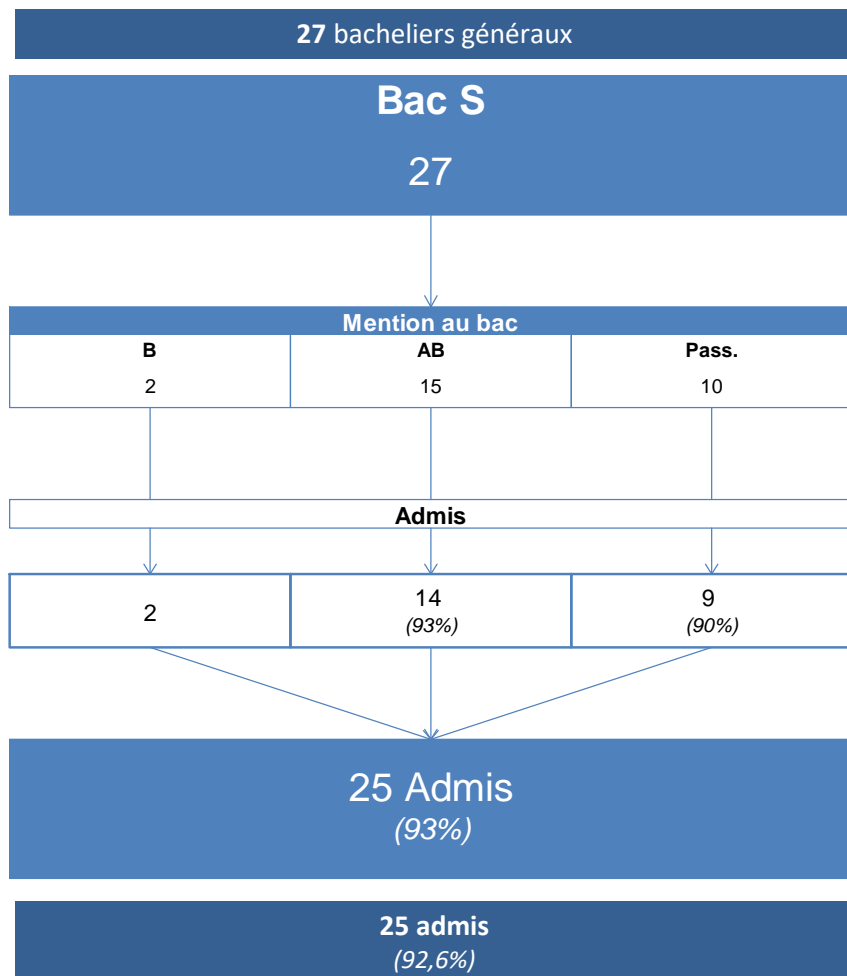 27 bacheliers généraux
Bac S
27
Mention au bac
B AB Pass.
2 15 10
Admis
2 14 9
(93%) (90%)
25 Admis
(93%)
25 admis
(92,6%)